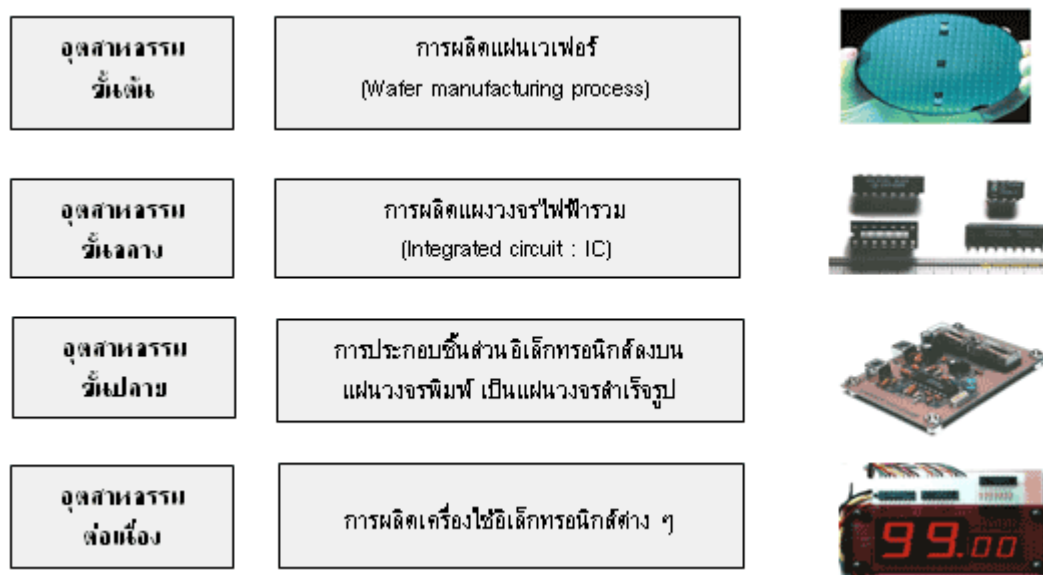 อุตสาหกรรม
ขั้นต้น
การผลิตแผ่นเวเฟอร์
(Wafer manufacturing process)
อุตสาหกรรม
ขั้นกลาง
การผลิตแผงวงจรไฟฟ้ารวม
(Integrated circuit : IC)
อุตสาหกรรม
ขั้นปลาย
การประกอบชิ้นส่วนอิเล็กทรอนิกส์ลงบน
แผ่นวงจรพิมพ์ เป็นแผ่นวงจรสำเร็จรูป
อุตสาหกรรม
ต่อเนื่อง
การผลิตเครื่องใช้อิเล็กทรอนิกส์ต่าง ๆ
99.00